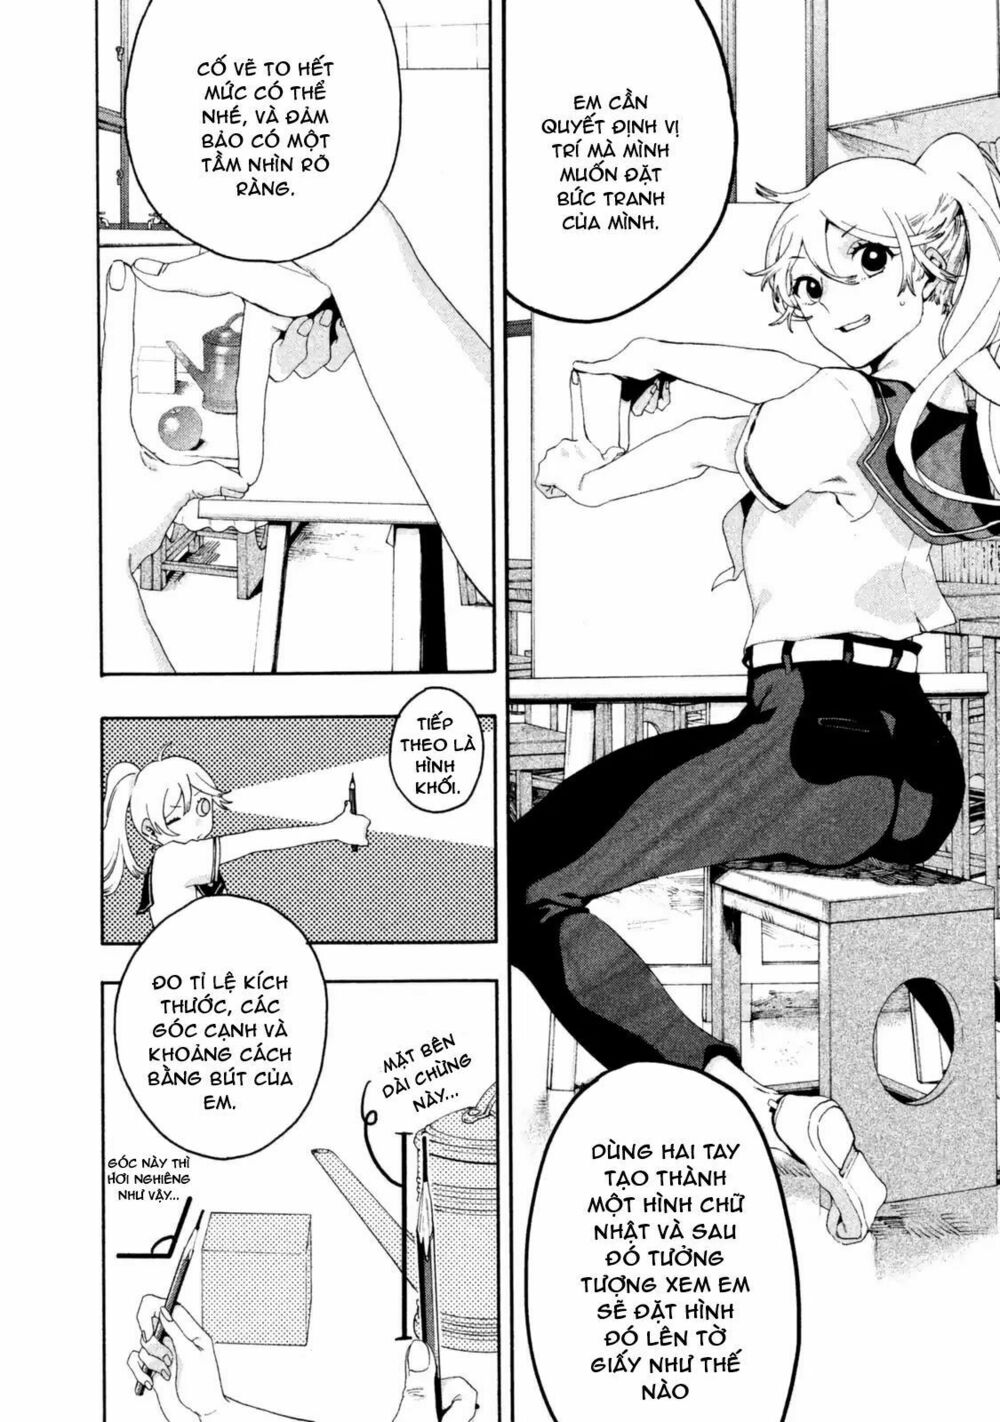 EM CẦN
QUYẾT ĐỊNH VỊ
TRÍ MÀ MÌNH
MUỐN ĐẶT
BỨC TRANH
CỦA MÌNH.
DÙNG HAI TAY
TẠO THÀNH
MỘT HÌNH CHỮ
NHẬT VÀ SAU
ĐÓ TƯỞNG
TƯỢNG XEM EM
SẼ ĐẶT HÌNH
ĐÓ LÊN TỜ
GIẤY NHƯ THẾ
NÀO
CỐ VẼ TO HẾT
MỨC CÓ THỂ
NHÉ, VÀ ĐẢM
BẢO CÓ MỘT
TẦM NHÌN RÕ
RÀNG.
TIẾP
THEO LÀ
HÌNH
KHỐI.
ĐO TỈ LỆ KÍCH
THƯỚC, CÁC
GÓC CẠNH VÀ
KHOẢNG CÁCH
BẰNG BÚT CỦA
EM.
MẶT BÊN
DÀI CHỪNG
NÀY...
GÓC NÀY THÌ
HƠI NGHIÊNG
NHƯ VẬY...